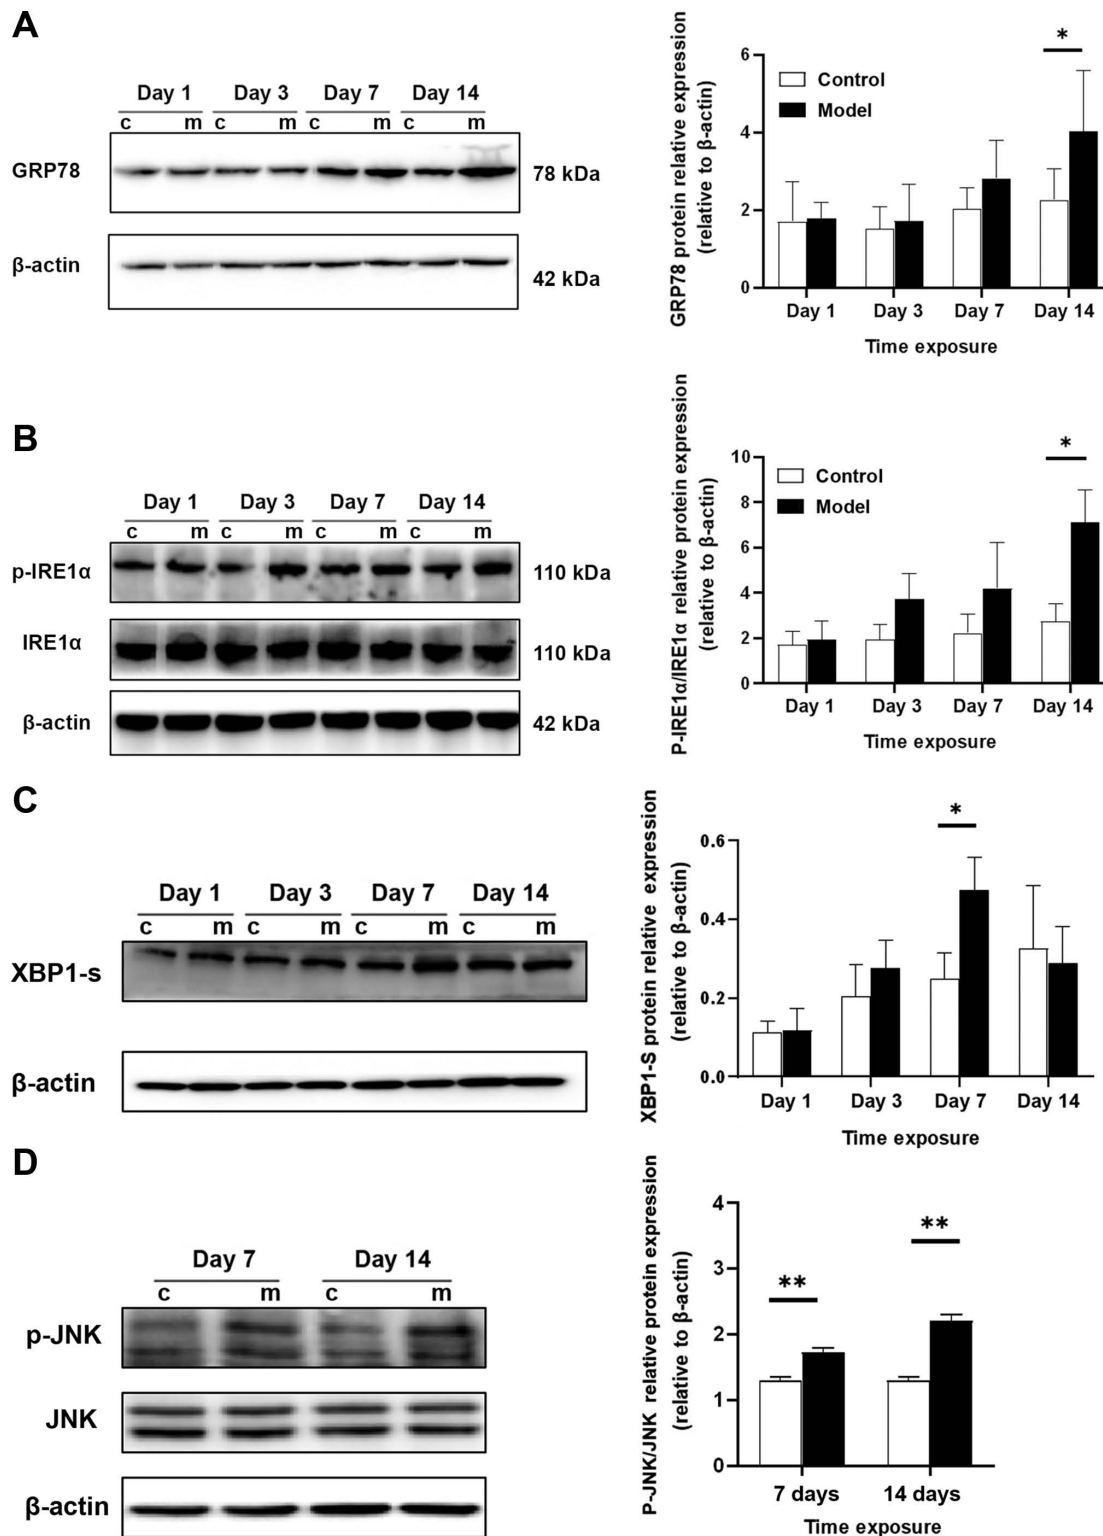 A
Day 1 Day 3 Day 7 Day 14
c m c m c m c m
GRP78
78 kDa
β-actin
42 kDa
GRP78 protein relative expression
(relative to β-actin)
6
4
2
0
Control
Model
*
Day 1 Day 3 Day 7 Day 14
Time exposure
B
Day 1 Day 3 Day 7 Day 14
c m c m c m c m
p-IRE1α
110 kDa
IRE1α
110 kDa
β-actin
42 kDa
P-IRE1α/IRE1α relative protein expression
(relative to β-actin)
10
8
6
4
2
0
Control
Model
*
Day 1 Day 3 Day 7 Day 14
Time exposure
C
Day 1 Day 3 Day 7 Day 14
c m c m c m c m
XBP1-s
β-actin
XBP1-S protein relative expression
(relative to β-actin)
0.6
0.4
0.2
0.0
*
Day 1 Day 3 Day 7 Day 14
Time exposure
D
Day 7 Day 14
c m c m
p-JNK
JNK
β-actin
P-JNK/JNK relative protein expression
(relative to β-actin)
4
3
2
1
0
**
**
7 days 14 days
Time exposure